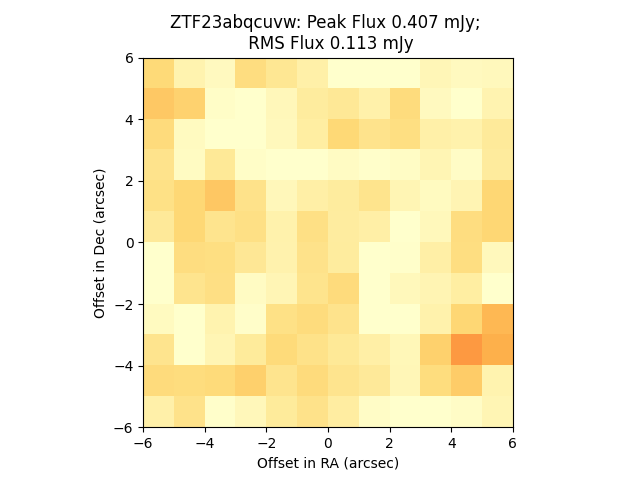 ZTF23abqcuvw: Peak Flux 0.407 mJy;
RMS Flux 0.113 mJy
6
4
2
0
−2
−4
−6
Offset in Dec (arcsec)
−6 −4 −2 0 2 4 6
Offset in RA (arcsec)